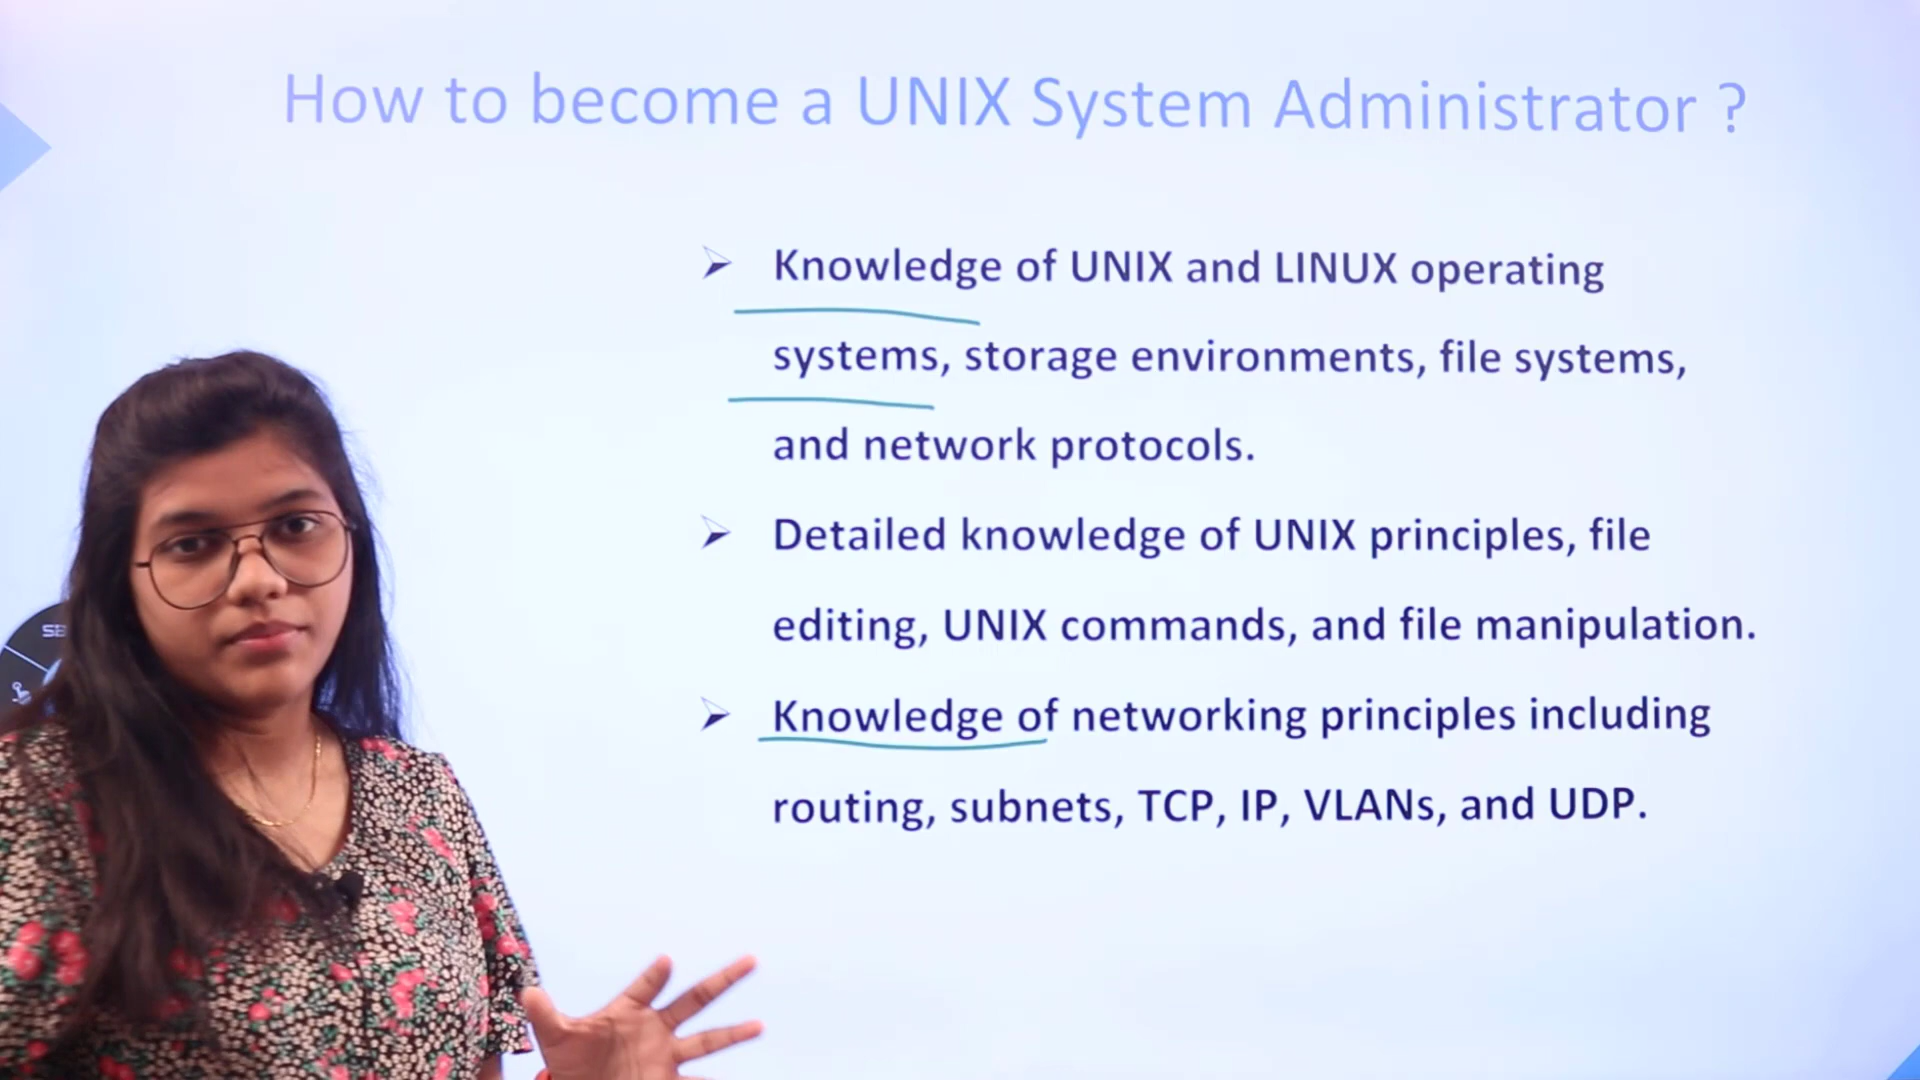 How to become a UNIX System Administrator ?
➢ Knowledge of UNIX and LINUX operating
systems, storage environments, file systems,
and network protocols.
➢ Detailed knowledge of UNIX principles, file
editing, UNIX commands, and file manipulation.
➢ Knowledge of networking principles including
routing, subnets, TCP, IP, VLANs, and UDP.